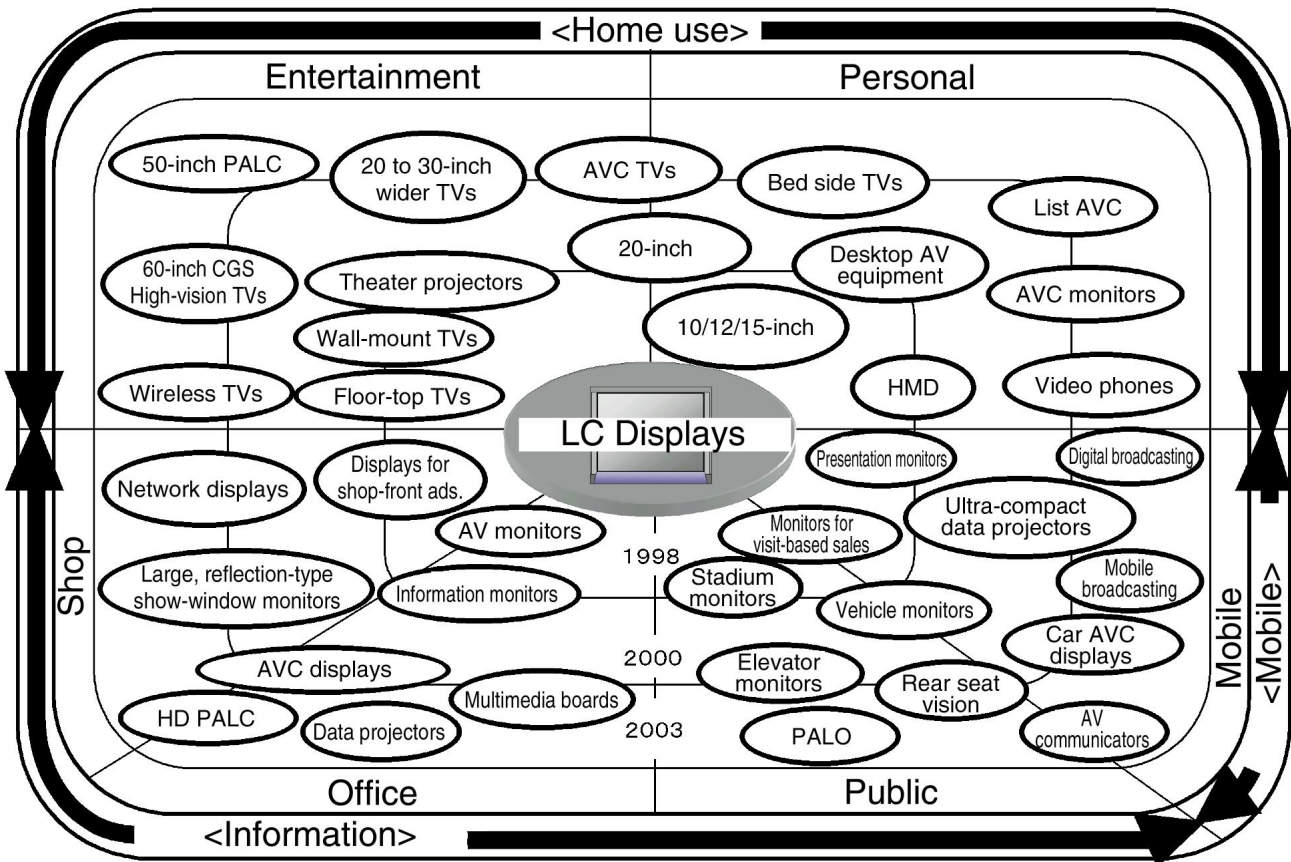 <Home use>
Entertainment
Personal
50-inch PALC
20 to 30-inch
wider TVs
AVC TVs
Bed side TVs
List AVC
60-inch CGS
High-vision TVs
Theater projectors
20-inch
Desktop AV
equipment
AVC monitors
Wall-mount TVs
10/12/15-inch
Wireless TVs
Floor-top TVs
HMD
Video phones
LC Displays
Network displays
Displays for
shop-front ads.
AV monitors
Presentation monitors
Digital broadcasting
Ultra-compact
data projectors
Monitors for
visit-based sales
1998
Large, reflection-type
show-window monitors
Information monitors
Stadium
monitors
Vehicle monitors
Mobile
broadcasting
Shop
Mobile
<Mobile>
AVC displays
2000
Elevator
monitors
Rear seat
vision
Car AVC
displays
HD PALC
Data projectors
Multimedia boards
2003
PALO
AV
communicators
Office
Public
<Information>